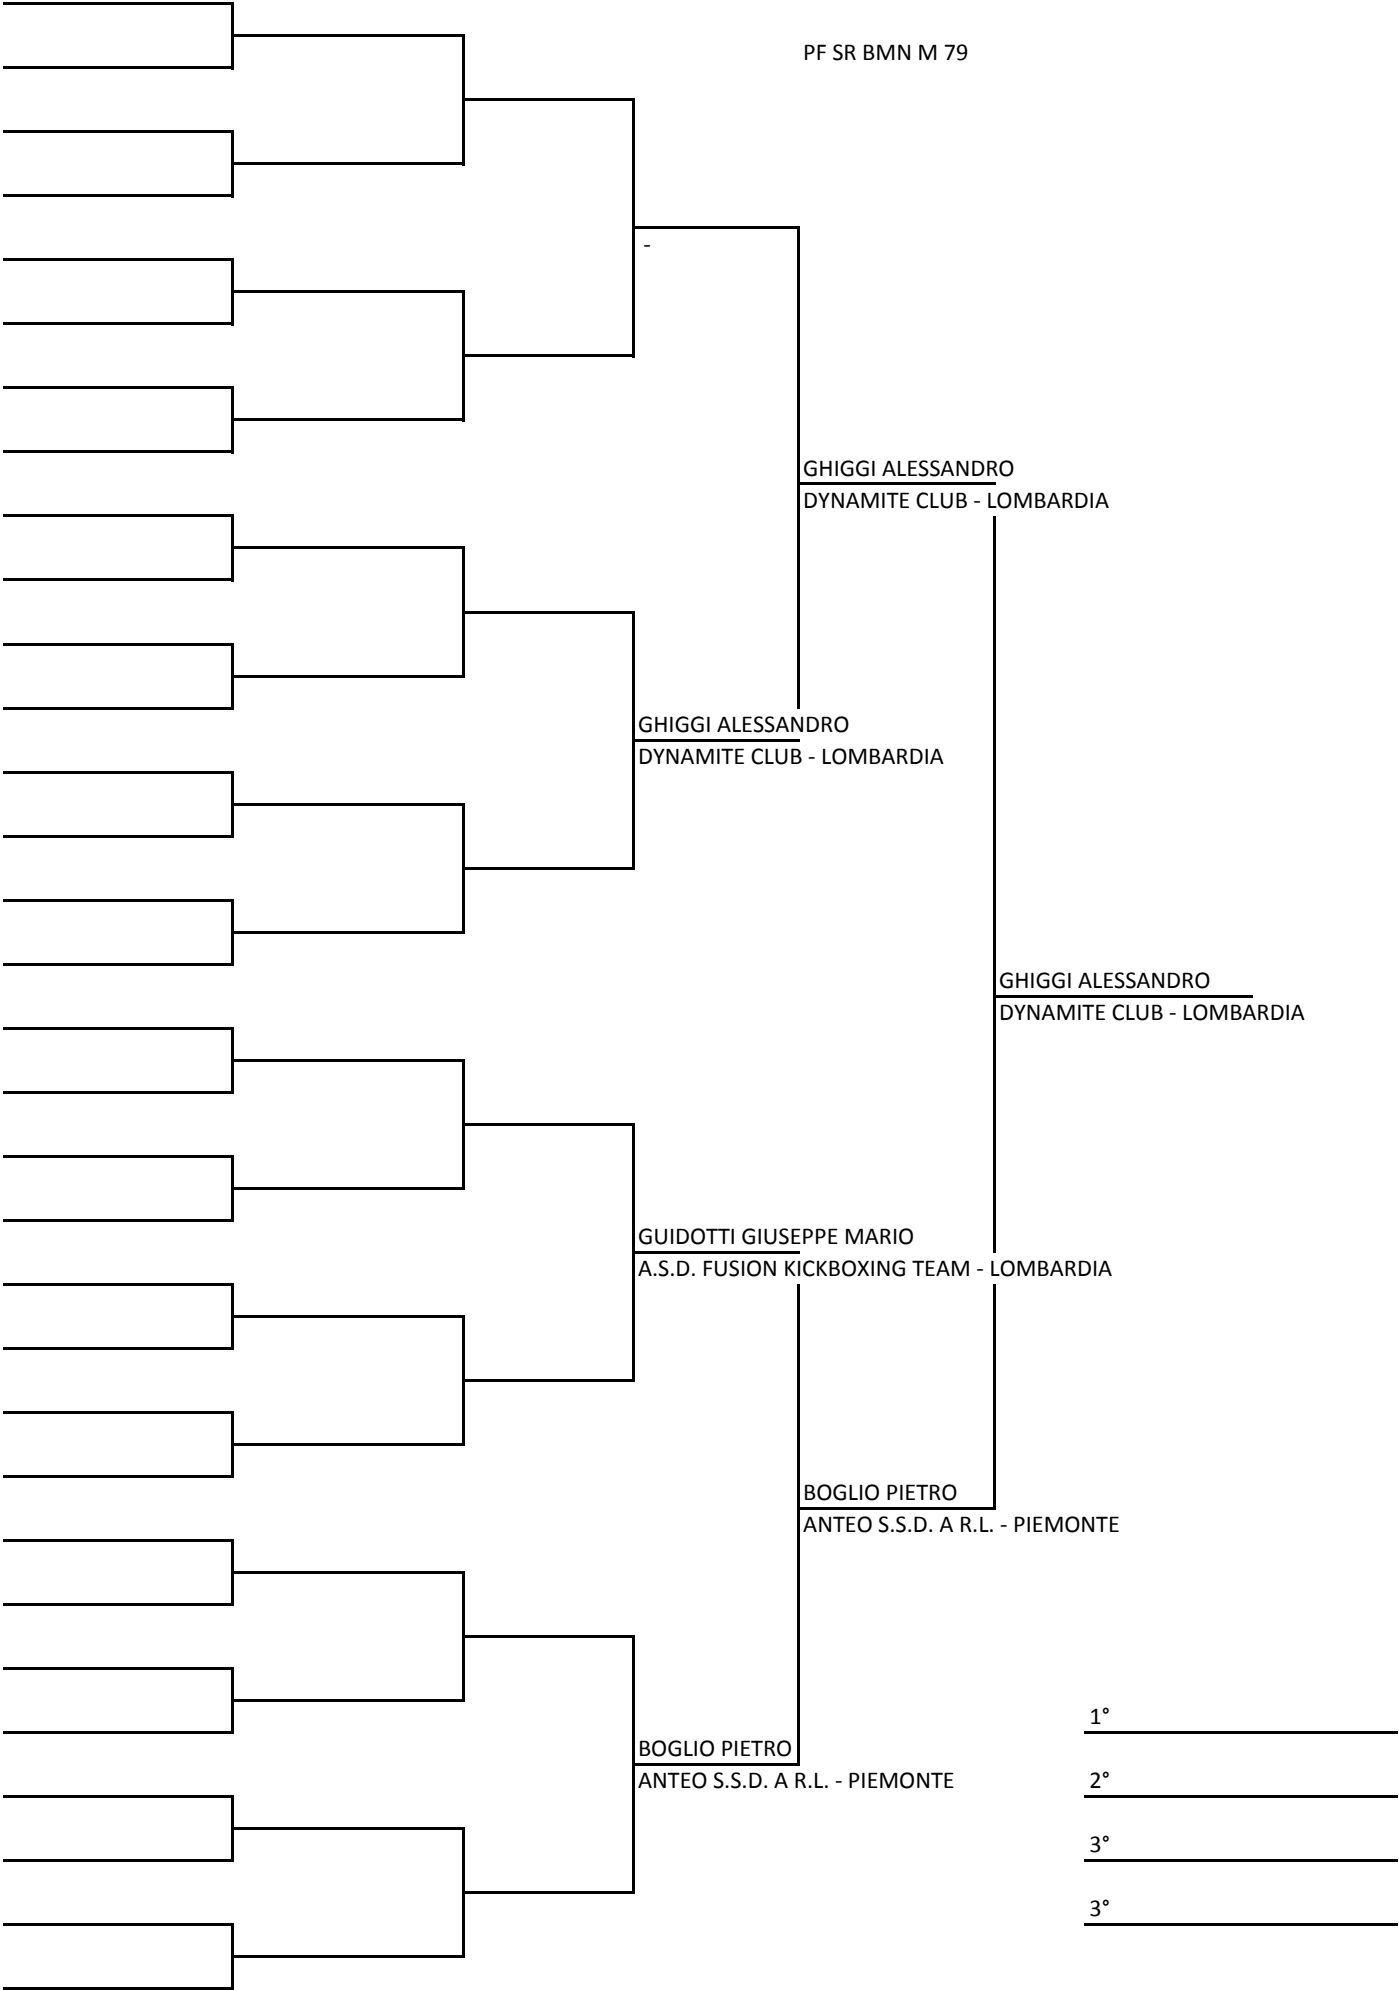 PF SR BMN M 79
-
GHIGGI ALESSANDRO
DYNAMITE CLUB - LOMBARDIA
GHIGGI ALESSANDRO
DYNAMITE CLUB - LOMBARDIA
GHIGGI ALESSANDRO
DYNAMITE CLUB - LOMBARDIA
GUIDOTTI GIUSEPPE MARIO
A.S.D. FUSION KICKBOXING TEAM - LOMBARDIA
BOGLIO PIETRO
ANTEO S.S.D. A R.L. - PIEMONTE
1°
BOGLIO PIETRO
ANTEO S.S.D. A R.L. - PIEMONTE
2°
3°
3°